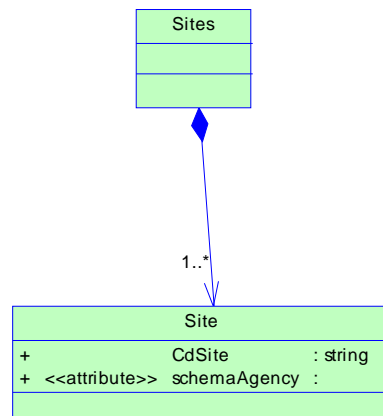 Sites
1..*
Site
+ CdSite : string
+ <<attribute>> schemaAgency :